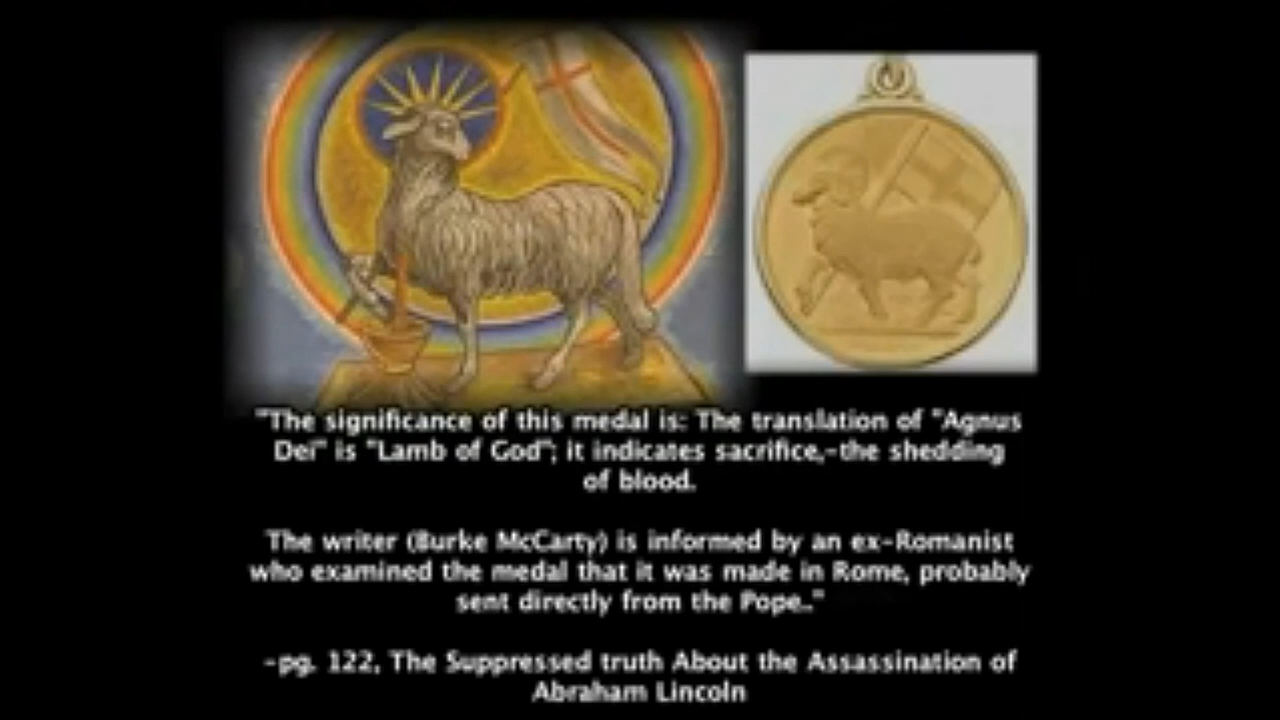 "The significance of this medal is: The translation of "Agnus
Dei" is "Lamb of God"; it indicates sacrifice,-the shedding
of blood.
The writer (Burke McCarty) is informed by an ex-Romanist
who examined the medal that it was made in Rome, probably
sent directly from the Pope.."
-pg. 122, The Suppressed truth About the Assassination of
Abraham Lincoln